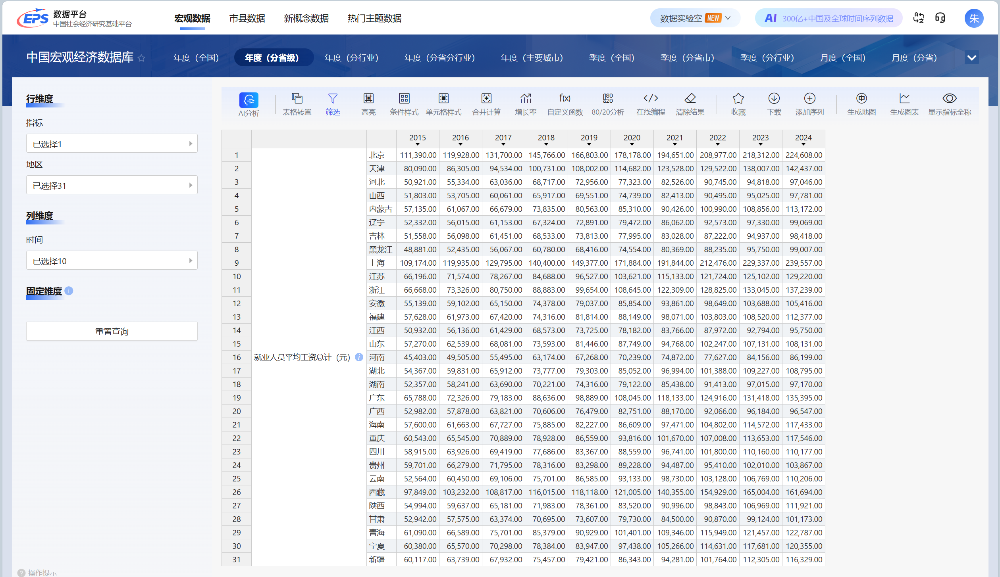 EPS 数据平台
中国社会经济研究基础平台
宏观数据 市县数据 新概念数据 热门主题数据
数据实验室 NEW
AI 300亿+中国及全球时间序列数据
朱
中国宏观经济数据库
年度（全国） 年度（分省级） 年度（分行业） 年度（分省分行业） 年度（主要城市） 季度（全国） 季度（分省市） 季度（分行业） 月度（全国） 月度（分省）
行维度
指标
已选择1
地区
已选择31
列维度
时间
已选择10
固定维度 i
重置查询
? 操作提示
AI分析 表格转置 筛选 高亮 条件样式 单元格样式 合并计算 增长率 自定义函数 80/20分析 在线编程 清除结果 收藏 下载 添加序列 生成地图 生成图表 显示指标全称
2015 2016 2017 2018 2019 2020 2021 2022 2023 2024
1 北京 111,390.00 119,928.00 131,700.00 145,766.00 166,803.00 178,178.00 194,651.00 208,977.00 218,312.00 224,608.00
2 天津 80,090.00 86,305.00 94,534.00 100,731.00 108,002.00 114,682.00 123,528.00 129,522.00 138,007.00 142,437.00
3 河北 50,921.00 55,334.00 63,036.00 68,717.00 72,956.00 77,323.00 82,526.00 90,745.00 94,818.00 97,046.00
4 山西 51,803.00 53,705.00 60,061.00 65,917.00 69,551.00 74,739.00 82,413.00 90,495.00 95,025.00 97,781.00
5 内蒙古 57,135.00 61,067.00 66,679.00 73,835.00 80,563.00 85,310.00 90,426.00 100,990.00 108,856.00 113,172.00
6 辽宁 52,332.00 56,015.00 61,153.00 67,324.00 72,891.00 79,472.00 86,062.00 92,573.00 97,330.00 99,069.00
7 吉林 51,558.00 56,098.00 61,451.00 68,533.00 73,813.00 77,995.00 83,028.00 87,222.00 94,937.00 98,418.00
8 黑龙江 48,881.00 52,435.00 56,067.00 60,780.00 68,416.00 74,554.00 80,369.00 88,235.00 95,750.00 99,007.00
9 上海 109,174.00 119,935.00 129,795.00 140,400.00 149,377.00 171,884.00 191,844.00 212,476.00 229,337.00 239,557.00
10 江苏 66,196.00 71,574.00 78,267.00 84,688.00 96,527.00 103,621.00 115,133.00 121,724.00 125,102.00 129,220.00
11 浙江 66,668.00 73,326.00 80,750.00 88,883.00 99,654.00 108,645.00 122,309.00 128,825.00 133,045.00 137,239.00
12 安徽 55,139.00 59,102.00 65,150.00 74,378.00 79,037.00 85,854.00 93,861.00 98,649.00 103,688.00 105,416.00
13 福建 57,628.00 61,973.00 67,420.00 74,316.00 81,814.00 88,149.00 98,071.00 103,803.00 108,520.00 112,377.00
14 江西 50,932.00 56,136.00 61,429.00 68,573.00 73,725.00 78,182.00 83,766.00 87,972.00 92,794.00 95,750.00
15 山东 57,270.00 62,539.00 68,081.00 73,593.00 81,446.00 87,749.00 94,768.00 102,247.00 107,131.00 108,131.00
16 就业人员平均工资总计（元） i 河南 45,403.00 49,505.00 55,495.00 63,174.00 67,268.00 70,239.00 74,872.00 77,627.00 84,156.00 86,199.00
17 湖北 54,367.00 59,831.00 65,912.00 73,777.00 79,303.00 85,052.00 96,994.00 101,388.00 109,227.00 108,795.00
18 湖南 52,357.00 58,241.00 63,690.00 70,221.00 74,316.00 79,122.00 85,438.00 91,413.00 97,015.00 97,170.00
19 广东 65,788.00 72,326.00 79,183.00 88,636.00 98,889.00 108,045.00 118,133.00 124,916.00 131,418.00 135,395.00
20 广西 52,982.00 57,878.00 63,821.00 70,606.00 76,479.00 82,751.00 88,170.00 92,066.00 96,184.00 96,547.00
21 海南 57,600.00 61,663.00 67,727.00 75,885.00 82,227.00 86,609.00 97,471.00 104,802.00 114,572.00 117,433.00
22 重庆 60,543.00 65,545.00 70,889.00 78,928.00 86,559.00 93,816.00 101,670.00 107,008.00 113,653.00 117,546.00
23 四川 58,915.00 63,926.00 69,419.00 77,686.00 83,367.00 88,559.00 96,741.00 101,800.00 110,160.00 110,177.00
24 贵州 59,701.00 66,279.00 71,795.00 78,316.00 83,298.00 89,228.00 94,487.00 95,410.00 102,010.00 103,867.00
25 云南 52,564.00 60,450.00 69,106.00 75,701.00 86,585.00 93,133.00 98,730.00 103,128.00 106,769.00 110,206.00
26 西藏 97,849.00 103,232.00 108,817.00 116,015.00 118,118.00 121,005.00 140,355.00 154,929.00 165,004.00 161,694.00
27 陕西 54,994.00 59,637.00 65,181.00 71,983.00 78,361.00 83,520.00 90,996.00 98,843.00 106,969.00 111,921.00
28 甘肃 52,942.00 57,575.00 63,374.00 70,695.00 73,607.00 79,730.00 84,500.00 90,870.00 99,124.00 101,173.00
29 青海 61,090.00 66,589.00 75,701.00 85,379.00 90,929.00 101,401.00 109,346.00 115,949.00 121,457.00 122,787.00
30 宁夏 60,380.00 65,570.00 70,298.00 78,384.00 83,947.00 97,438.00 105,266.00 114,631.00 117,681.00 120,355.00
31 新疆 60,117.00 63,739.00 67,932.00 75,457.00 79,421.00 86,343.00 94,281.00 101,764.00 112,305.00 116,329.00